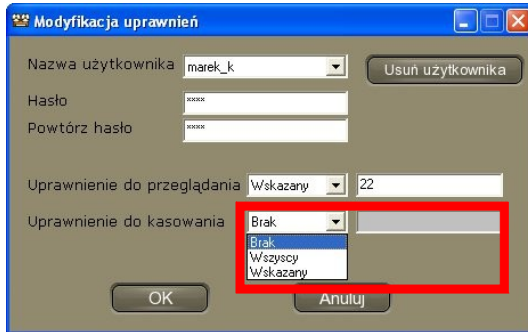 Modyfikacja uprawnień
Nazwa użytkownika marek_k Usuń użytkownika
Hasło ****
Powtórz hasło ****
Uprawnienie do przeglądania Wskazany 22
Uprawnienie do kasowania Brak
Brak
Wszyscy
Wskazany
OK Anuluj